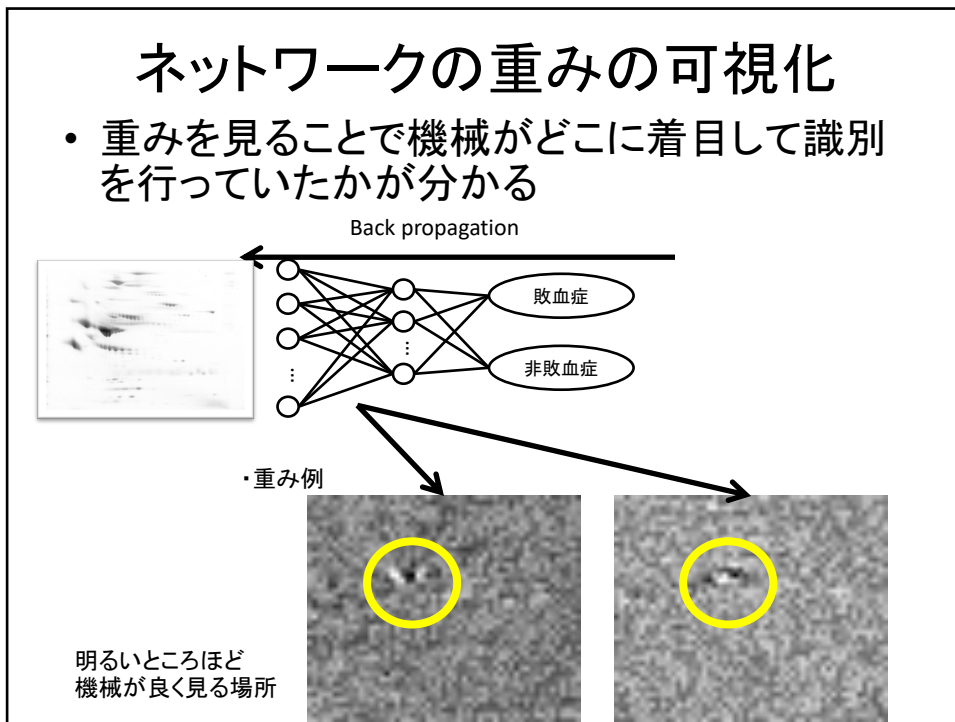 ネットワークの重みの可視化
• 重みを見ることで機械がどこに着目して識別
を行っていたかが分かる
Back propagation
敗血症
…
…
非敗血症
・重み例
明るいところほど
機械が良く見る場所